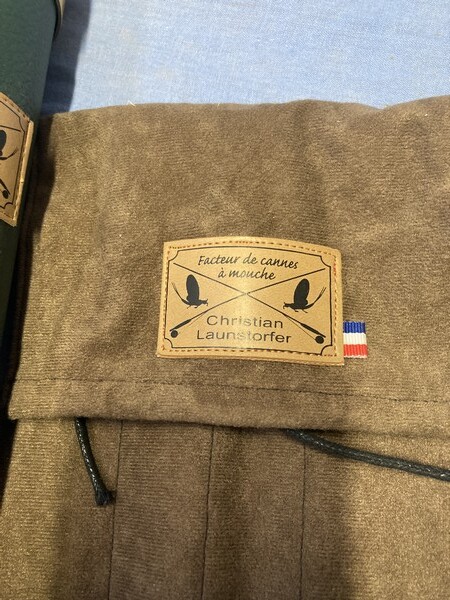 Facteur de cannes
à mouche
Christian
Launstorfer